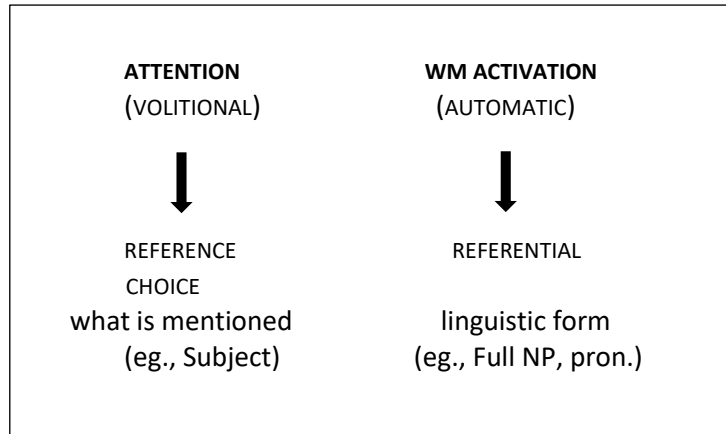 ATTENTION
(VOLITIONAL)
REFERENCE
CHOICE
what is mentioned
(eg., Subject)
WM ACTIVATION
(AUTOMATIC)
REFERENTIAL
linguistic form
(eg., Full NP, pron.)